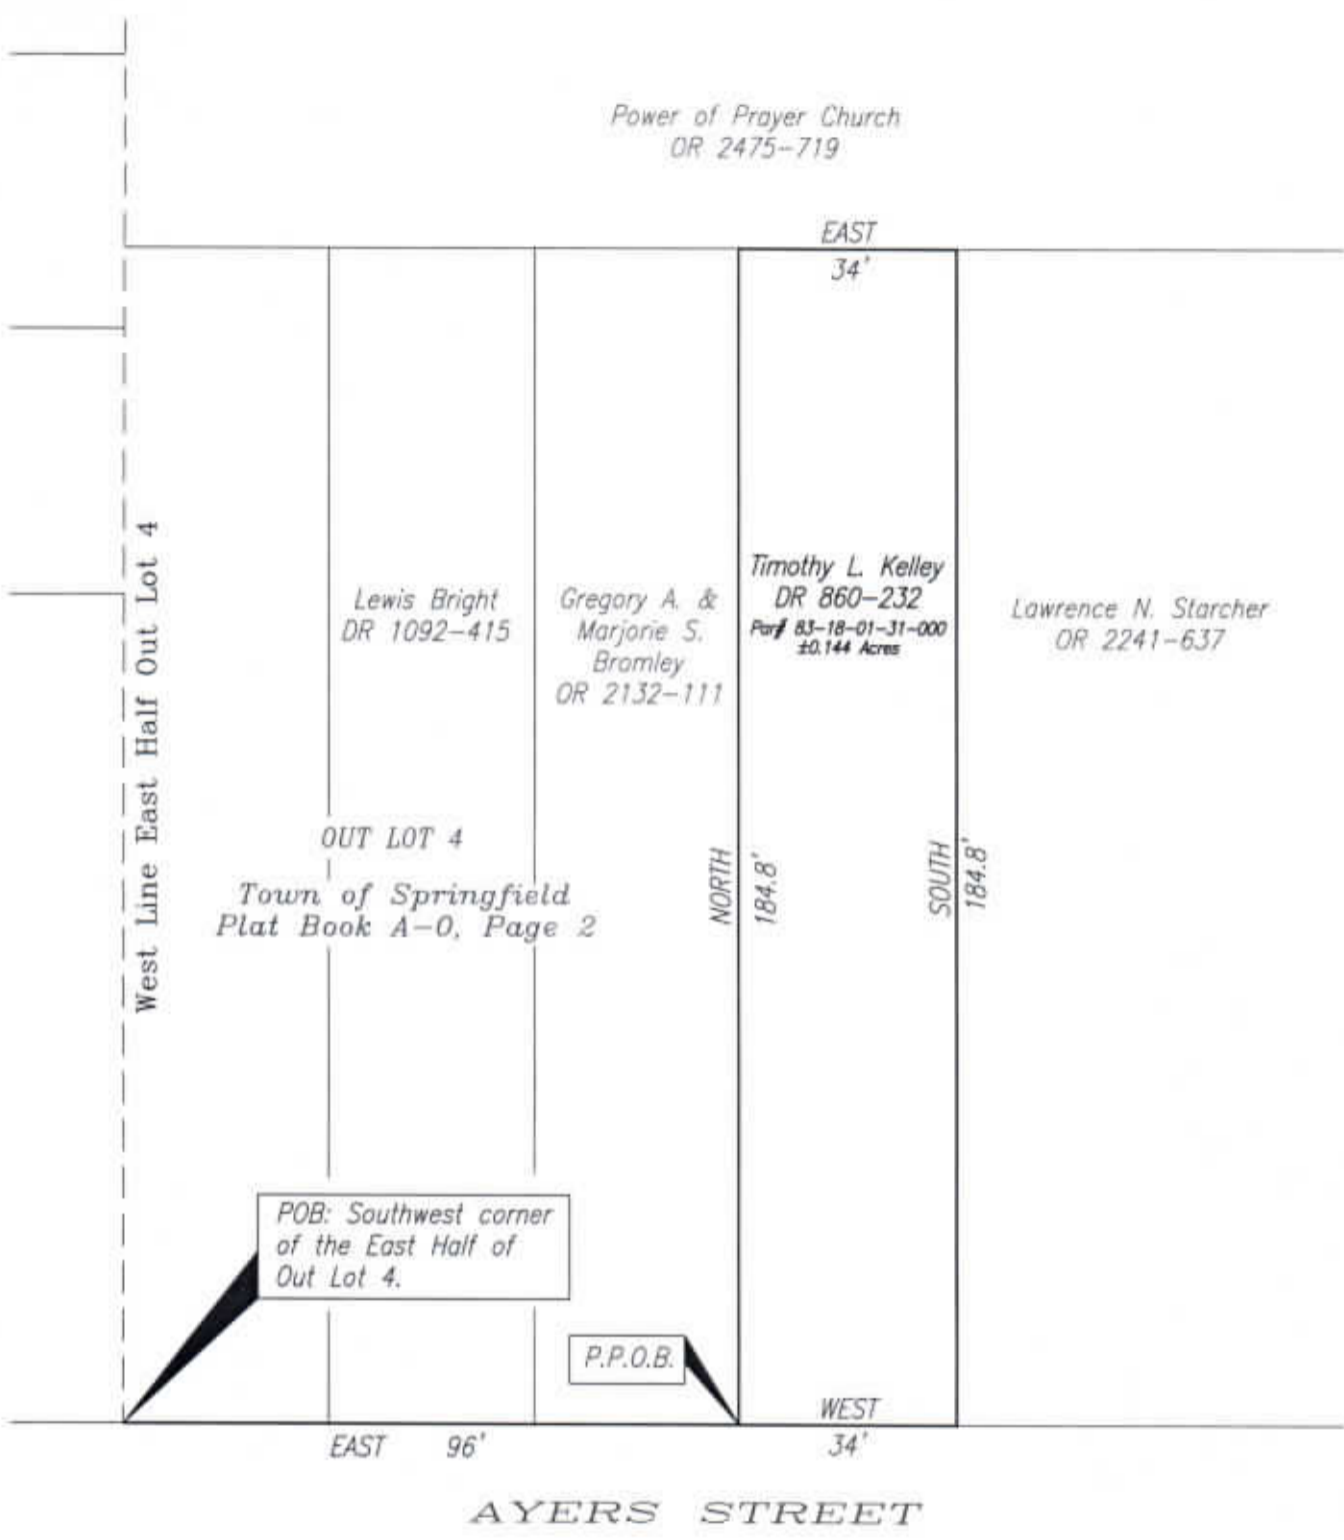 Power of Prayer Church
OR 2475-719
EAST
34'
West Line East Half Out Lot 4
Lewis Bright
DR 1092-415
Gregory A. &
Marjorie S.
Bromley
OR 2132-111
Timothy L. Kelley
DR 860-232
Par# 83-18-01-31-000
±0.144 Acres
Lawrence N. Starcher
OR 2241-637
OUT LOT 4
Town of Springfield
Plat Book A-0, Page 2
NORTH
184.8'
SOUTH
184.8'
POB: Southwest corner
of the East Half of
Out Lot 4.
P.P.O.B.
WEST
34'
EAST 96'
AYERS STREET